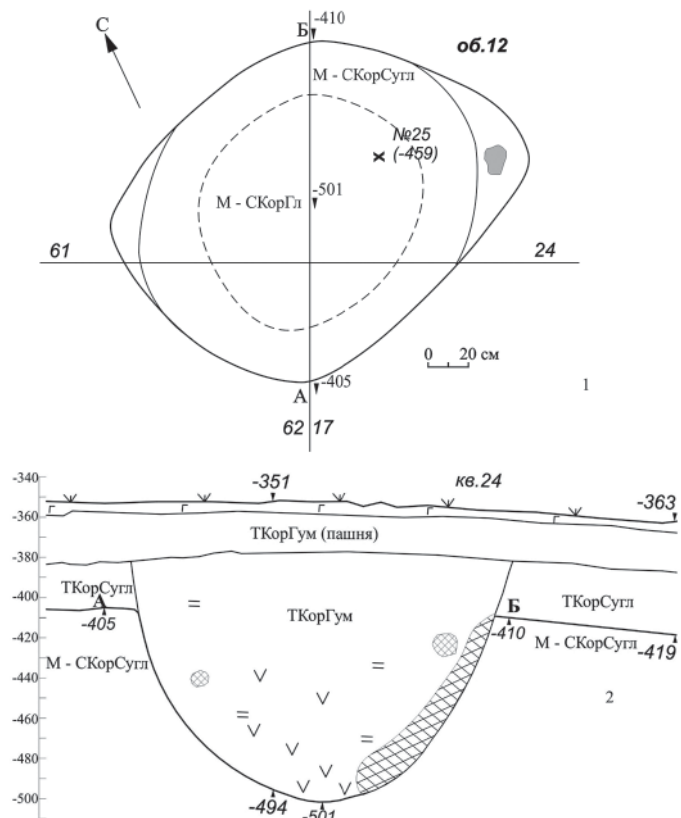 С
Б
-410
об.12
М - СКорСугл
№25
x
(-459)
-501
М - СКорГл
61
24
0 20 см
-405
А
1
62 17
-340
-351
кв.24
-363
-360
ТКорГум (пашня)
-380
ТКорСугл
ТКорГум
ТКорСугл
-400
А
Б
-405
-410
-420
М - СКорСугл
М - СКорСугл
-419
-440
2
-460
-480
-494
-500
-501